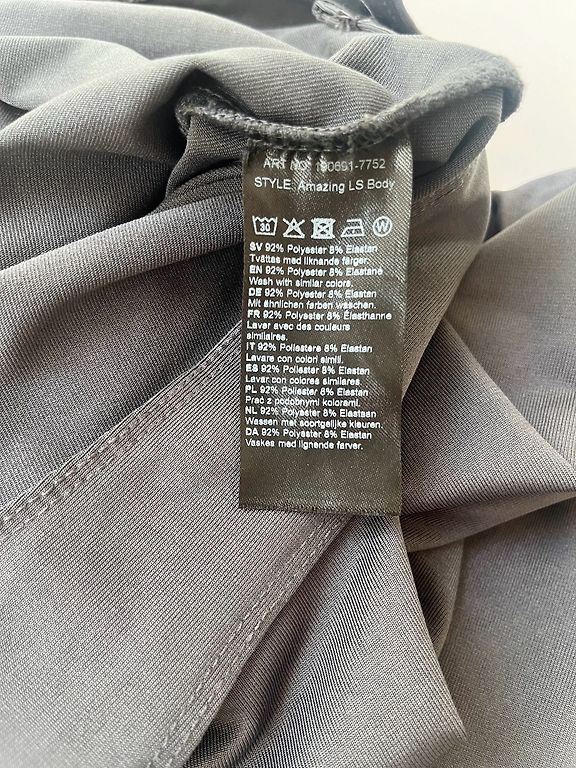 ART NO: 190691-7752
STYLE: Amazing LS Body
30 W
SV 92% Polyester 8% Elastan
Tvättas med liknande färger.
EN 92% Polyester 8% Elastane
Wash with similar colors.
DE 92% Polyester 8% Elastan
Mit ähnlichen farben waschen.
FR 92% Polyester 8% Élasthanne
Laver avec des couleurs
similaires.
IT 92% Poliestere 8% Elastan
Lavare con colori simili.
ES 92% Poliéster 8% Elastan
Lavar con colores similares.
PL 92% Poliester 8% Elastan
Prać z podobnymi kolorami.
NL 92% Polyester 8% Elastaan
Wassen met soortgelijke kleuren.
DA 92% Polyester 8% Elastan
Vaskes med lignende farver.